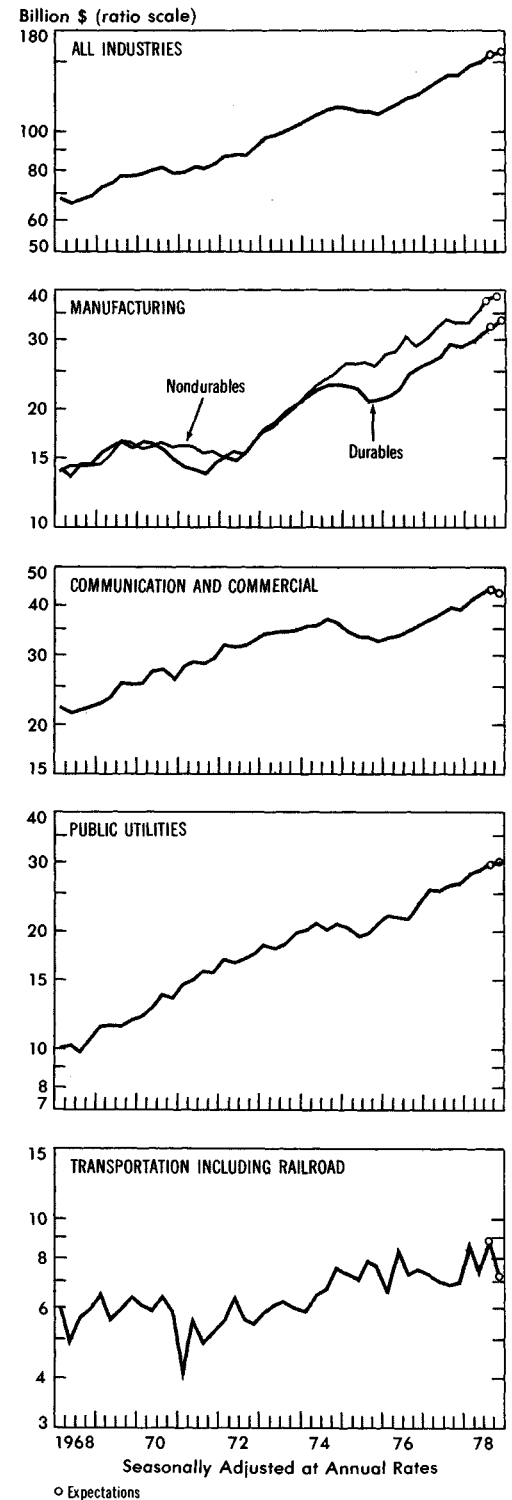 Billion $ (ratio scale)
180
ALL INDUSTRIES
100
80
60
50
40
MANUFACTURING
30
Nondurables
20
Durables
15
10
50
COMMUNICATION AND COMMERCIAL
40
30
20
15
40
PUBLIC UTILITIES
30
20
15
10
8
7
15
TRANSPORTATION INCLUDING RAILROAD
10
8
6
4
3
1968 70 72 74 76 78
Seasonally Adjusted at Annual Rates
o Expectations